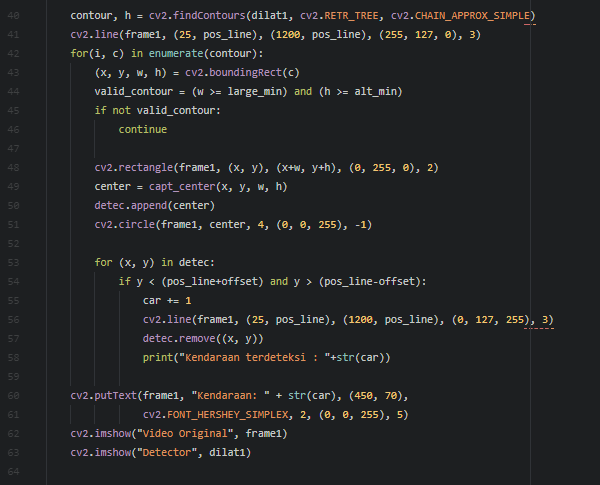 40 contour, h = cv2.findContours(dilat1, cv2.RETR_TREE, cv2.CHAIN_APPROX_SIMPLE)
41 cv2.line(frame1, (25, pos_line), (1200, pos_line), (255, 127, 0), 3)
42 for(i, c) in enumerate(contour):
43     (x, y, w, h) = cv2.boundingRect(c)
44     valid_contour = (w >= large_min) and (h >= alt_min)
45     if not valid_contour:
46         continue
47
48     cv2.rectangle(frame1, (x, y), (x+w, y+h), (0, 255, 0), 2)
49     center = capt_center(x, y, w, h)
50     detec.append(center)
51     cv2.circle(frame1, center, 4, (0, 0, 255), -1)
52
53     for (x, y) in detec:
54         if y < (pos_line+offset) and y > (pos_line-offset):
55             car += 1
56             cv2.line(frame1, (25, pos_line), (1200, pos_line), (0, 127, 255), 3)
57             detec.remove((x, y))
58             print("Kendaraan terdeteksi : "+str(car))
59
60 cv2.putText(frame1, "Kendaraan: " + str(car), (450, 70),
61             cv2.FONT_HERSHEY_SIMPLEX, 2, (0, 0, 255), 5)
62 cv2.imshow("Video Original", frame1)
63 cv2.imshow("Detector", dilat1)
64